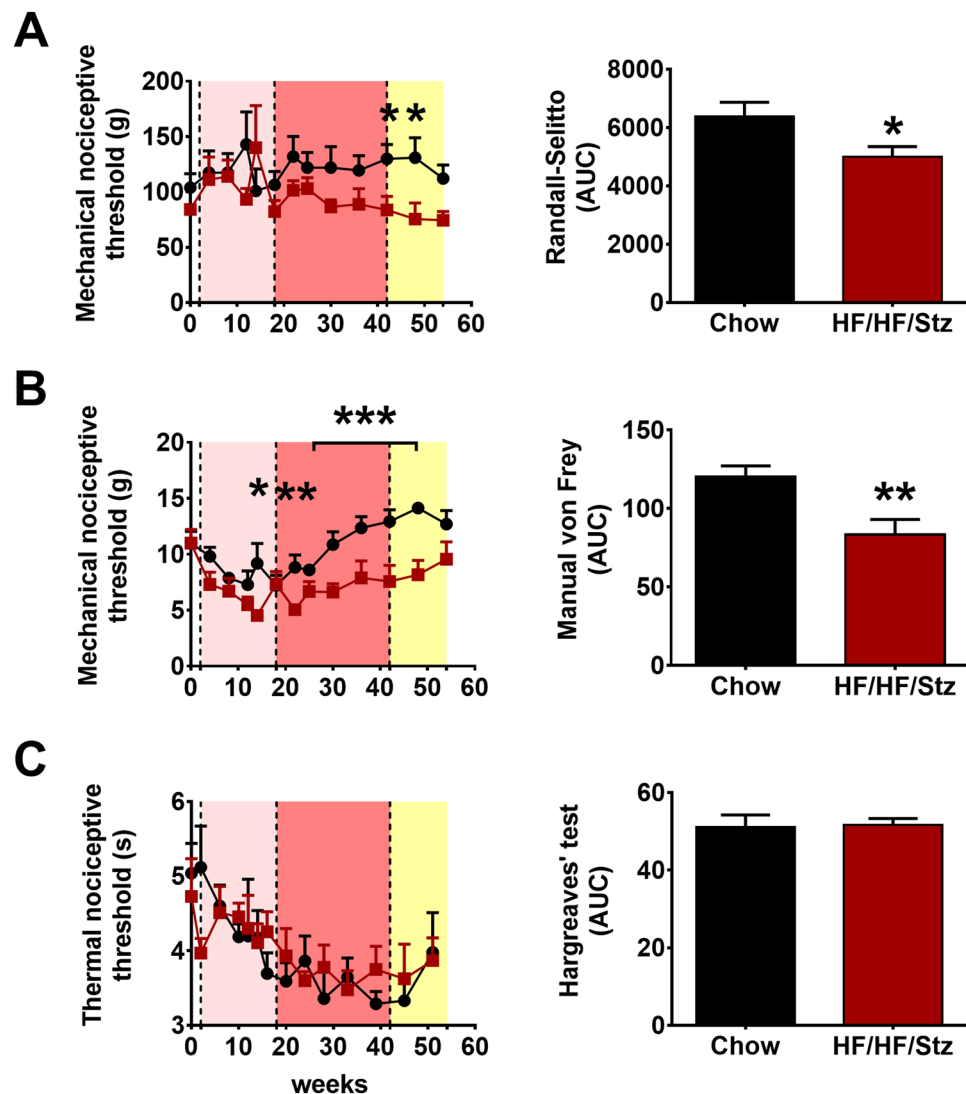 A
Mechanical nociceptive
threshold (g)
200
150
100
50
0
0 10 20 30 40 50 60
**
Randall-Selitto
(AUC)
8000
6000
4000
2000
0
*
Chow HF/HF/Stz
B
Mechanical nociceptive
threshold (g)
20
15
10
5
0
0 10 20 30 40 50 60
***
* **
Manual von Frey
(AUC)
150
100
50
0
**
Chow HF/HF/Stz
C
Thermal nociceptive
threshold (s)
6
5
4
3
0 10 20 30 40 50 60
weeks
Hargreaves' test
(AUC)
60
40
20
0
Chow HF/HF/Stz